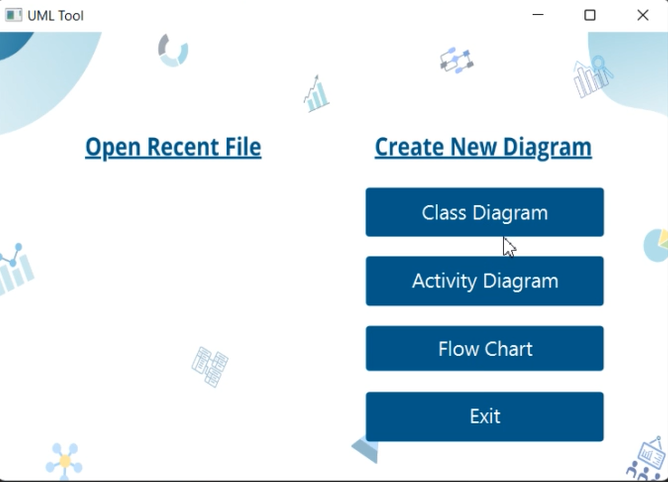 UML Tool
Open Recent File
Create New Diagram
Class Diagram
Activity Diagram
Flow Chart
Exit